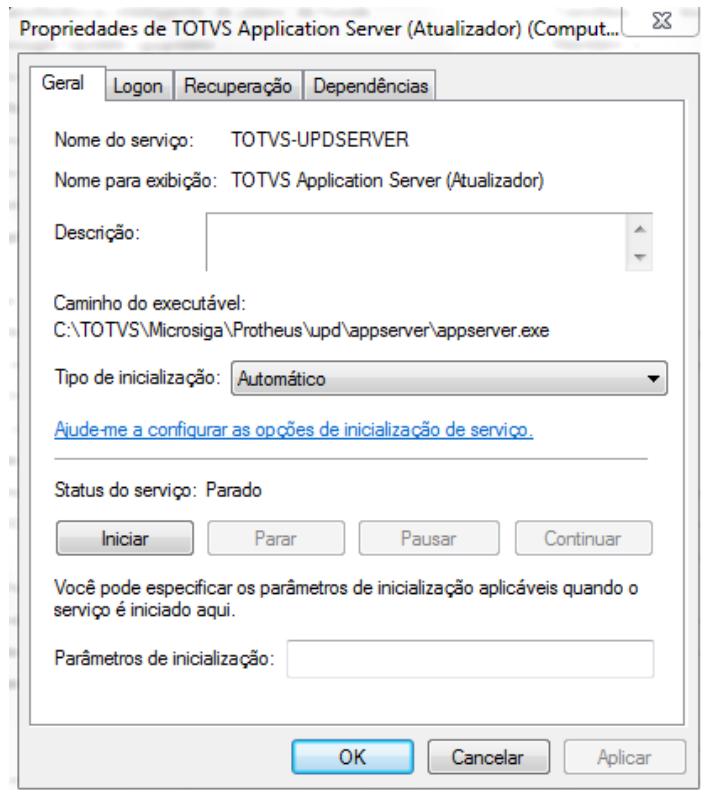 Propriedades de TOTVS Application Server (Atualizador) (Comput...
Geral Logon Recuperação Dependências
Nome do serviço: TOTVS-UPDSERVER
Nome para exibição: TOTVS Application Server (Atualizador)
Descrição:
Caminho do executável:
C:\TOTVS\Microsiga\Protheus\upd\appserver\appserver.exe
Tipo de inicialização: Automático
Ajude-me a configurar as opções de inicialização de serviço.
Status do serviço: Parado
Iniciar Parar Pausar Continuar
Você pode especificar os parâmetros de inicialização aplicáveis quando o
serviço é iniciado aqui.
Parâmetros de inicialização:
OK Cancelar Aplicar